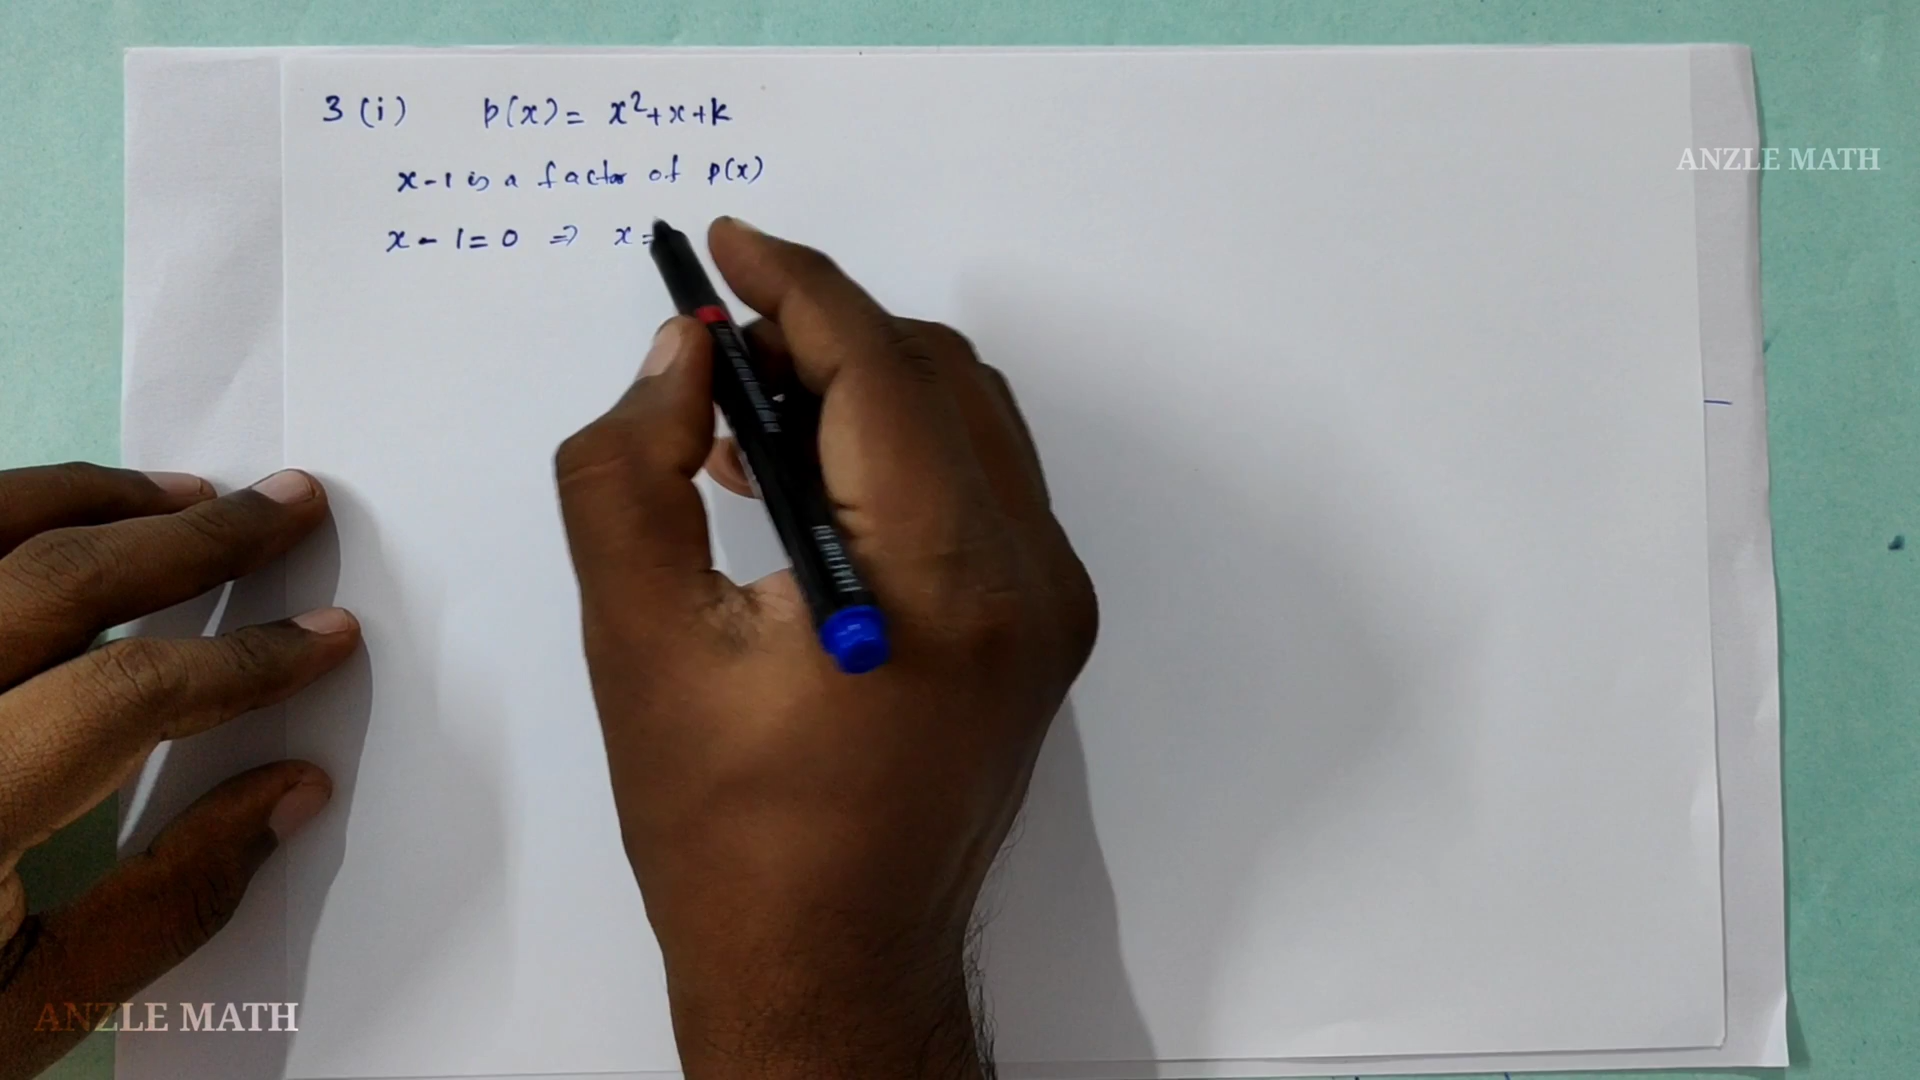 3 (i) p(x) = x²+x+k
ANZLE MATH
x-1 is a factor of p(x)
x - 1 = 0 ⇒ x =
ANZLE MATH